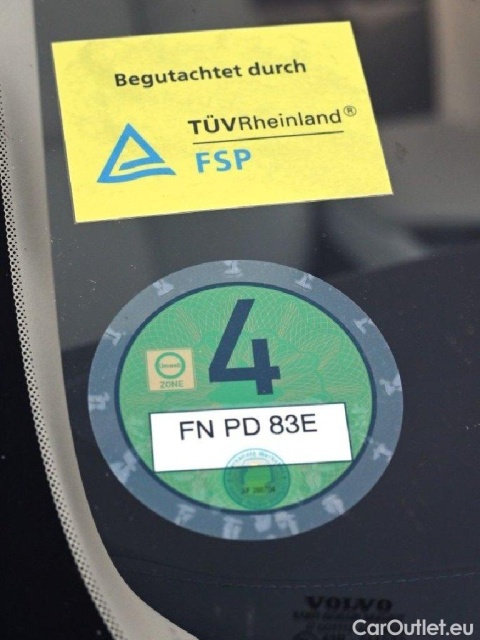 Begutachtet durch
TÜVRheinland®
FSP
4
ZONE
FN PD 83E
VOLVO
CarOutlet.eu